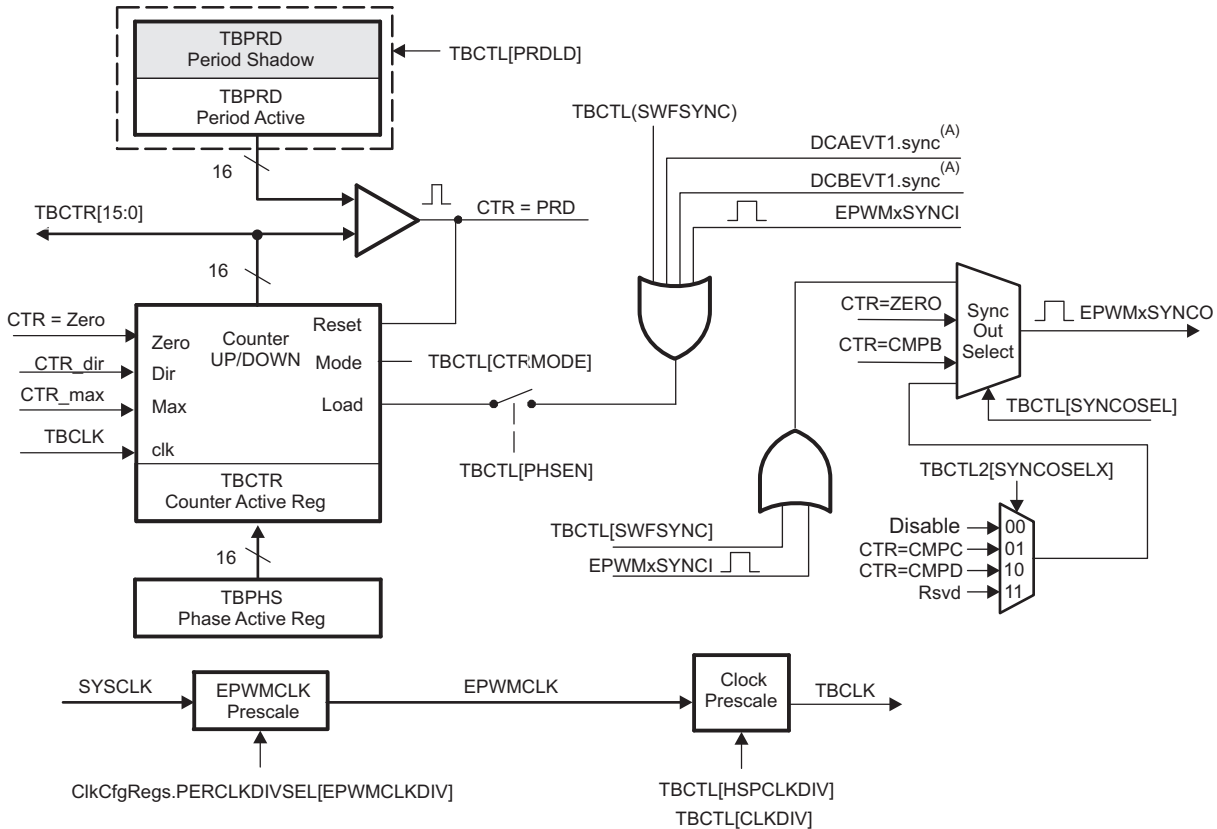 TBPRD
Period Shadow
TBPRD
Period Active
TBCTL[PRDLD]
16
TBCTR[15:0]
CTR = PRD
16
CTR = Zero
CTR_dir
CTR_max
TBCLK
Zero
Dir
Max
clk
Counter
UP/DOWN
Reset
Mode
Load
TBCTL[CTRMODE]
TBCTL[PHSEN]
TBCTR
Counter Active Reg
16
TBPHS
Phase Active Reg
TBCTL(SWFSYNC)
DCAEVT1.sync(A)
DCBEVT1.sync(A)
EPWMxSYNCI
CTR=ZERO
CTR=CMPB
Sync
Out
Select
EPWMxSYNCO
TBCTL[SYNCOSEL]
TBCTL[SWFSYNC]
EPWMxSYNCI
TBCTL2[SYNCOSELX]
Disable 00
CTR=CMPC 01
CTR=CMPD 10
Rsvd 11
SYSCLK
EPWMCLK
Prescale
EPWMCLK
Clock
Prescale
TBCLK
ClkCfgRegs.PERCLKDIVSEL[EPWMCLKDIV]
TBCTL[HSPCLKDIV]
TBCTL[CLKDIV]